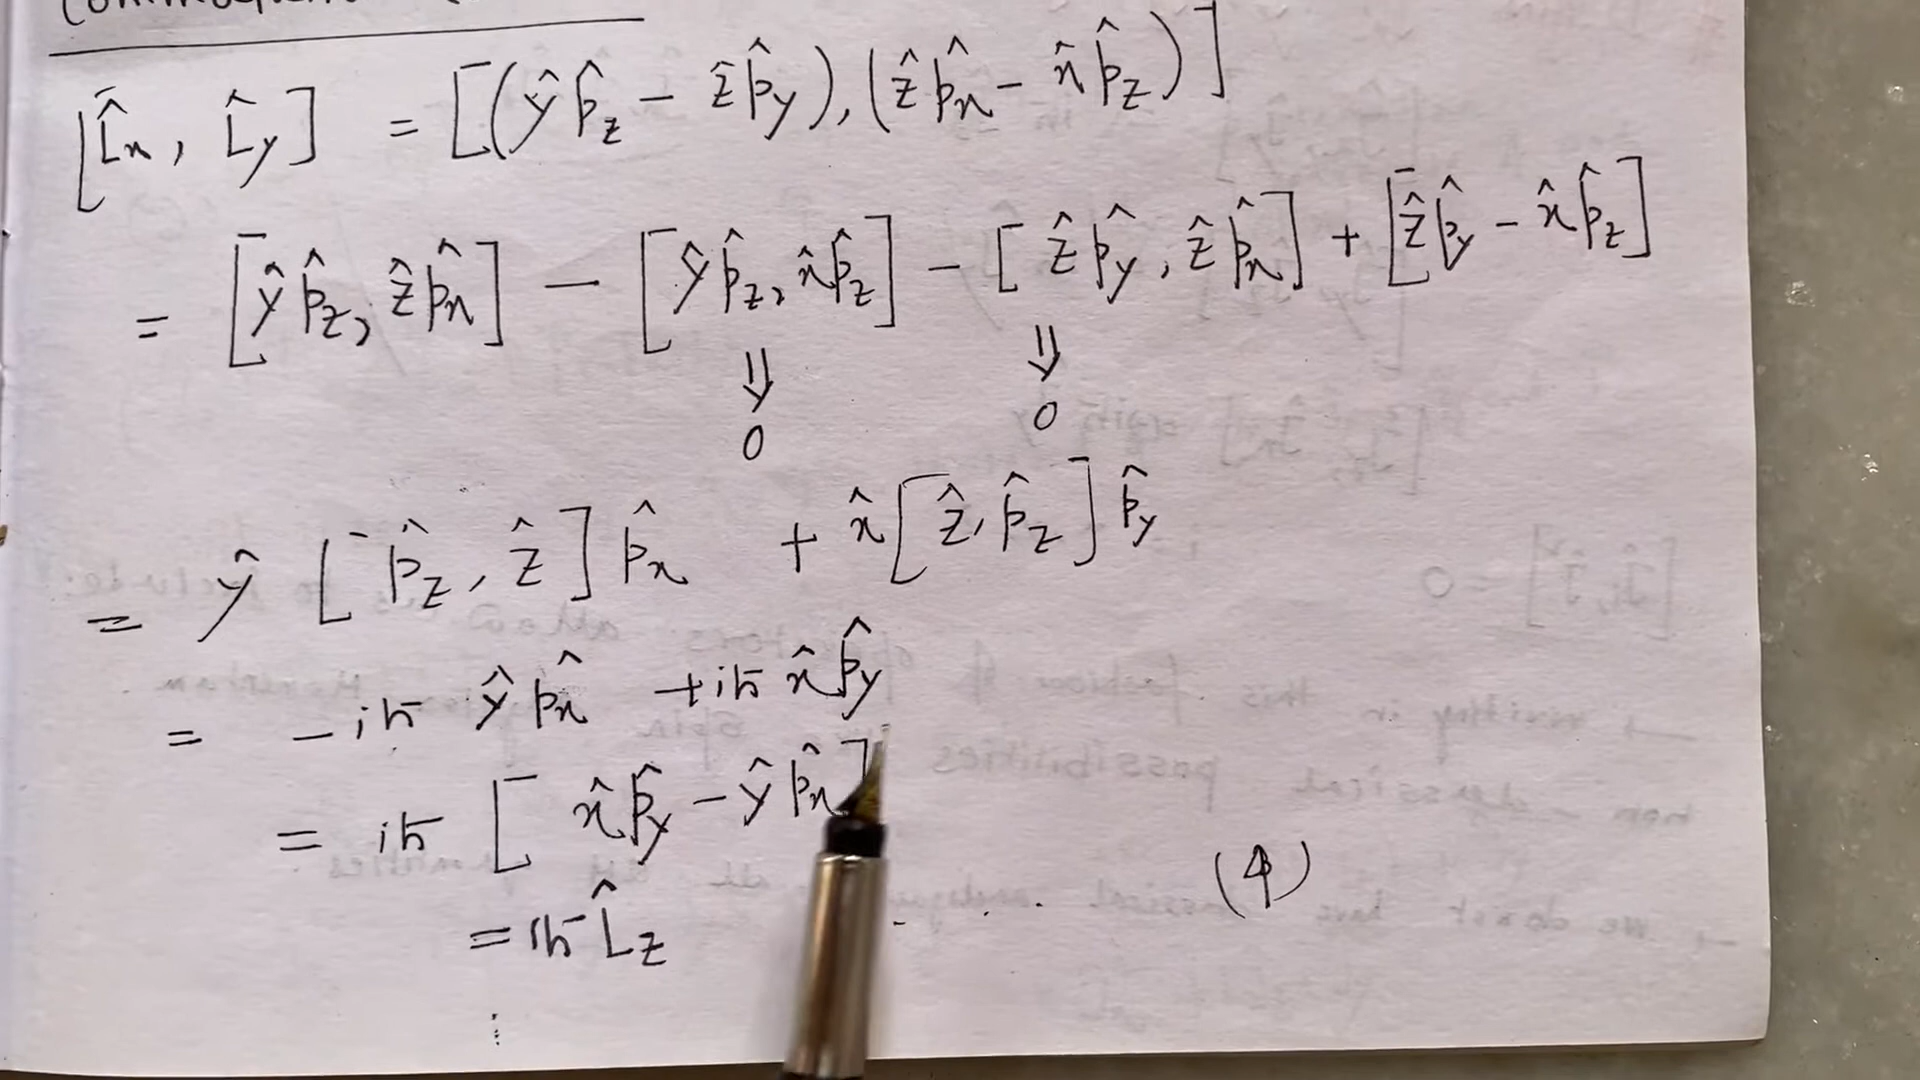 [L̂x, L̂y] = [(ŷp̂z − ẑp̂y), (ẑp̂x − x̂p̂z)]
= [ŷp̂z, ẑp̂x] − [ŷp̂z, x̂p̂z] − [ẑp̂y, ẑp̂x] + [ẑp̂y − x̂p̂z]
⇓ ⇓
0 0
= ŷ [p̂z, ẑ] p̂x + x̂ [ẑ, p̂z] p̂y
= −iħ ŷp̂x + iħ x̂p̂y
= iħ [x̂p̂y − ŷp̂x]
(4)
= iħ L̂z